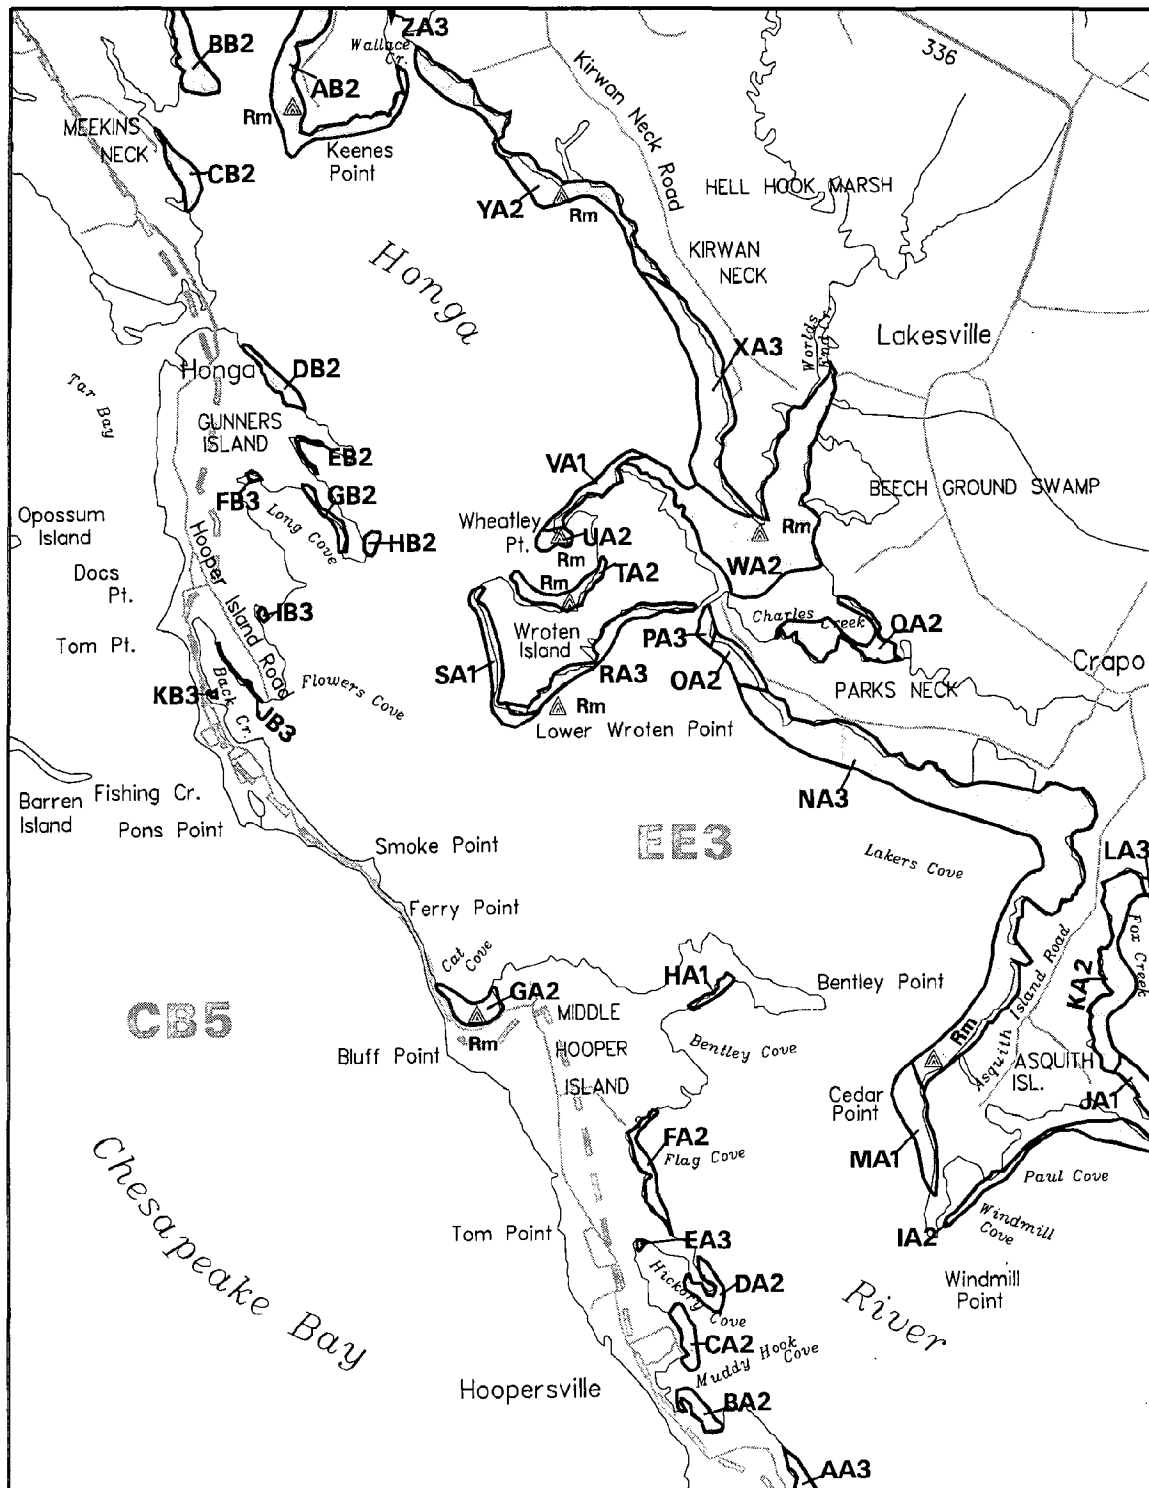 ZA3
BB2
Wallace
Cr.
336
AB2
Rm
Kirwan Neck Road
MEEKINS
NECK
Keenes
Point
CB2
HELL HOOK MARSH
YA2
Rm
Honga
KIRWAN
NECK
Worlds
End Cr.
Lakesville
XA3
Honga
DB2
Tar Bay
GUNNERS
ISLAND
EB2
VA1
FB3
GB2
BEECH GROUND SWAMP
Long Cove
Opossum
Island
Wheatley
Pt.
UA2
Rm
Rm
HB2
WA2
Docs
Pt.
Rm
TA2
Hooper Island Road
IB3
Charles Creek
OA2
Tom Pt.
Wroten
Island
PA3
SA1
RA3
OA2
Crapo
KB3
Back Cr.
JB3
Flowers Cove
Rm
PARKS NECK
Lower Wroten Point
Barren
Island
Fishing Cr.
Pons Point
NA3
Smoke Point
EE3
Lakers Cove
LA3
Ferry Point
Fox Creek
Cat
Cove
HA1
Bentley Point
KA2
GA2
CB5
MIDDLE
HOOPER
ISLAND
Rm
Bluff Point
Bentley Cove
Rm
Asquith Island Road
ASQUITH
ISL.
Cedar
Point
JA1
FA2
Flag Cove
MA1
Paul Cove
Chesapeake Bay
Tom Point
EA3
IA2
Windmill
Cove
Hickory
Cove
DA2
Windmill
Point
River
CA2
Muddy Hook
Cove
Hoopersville
BA2
AA3